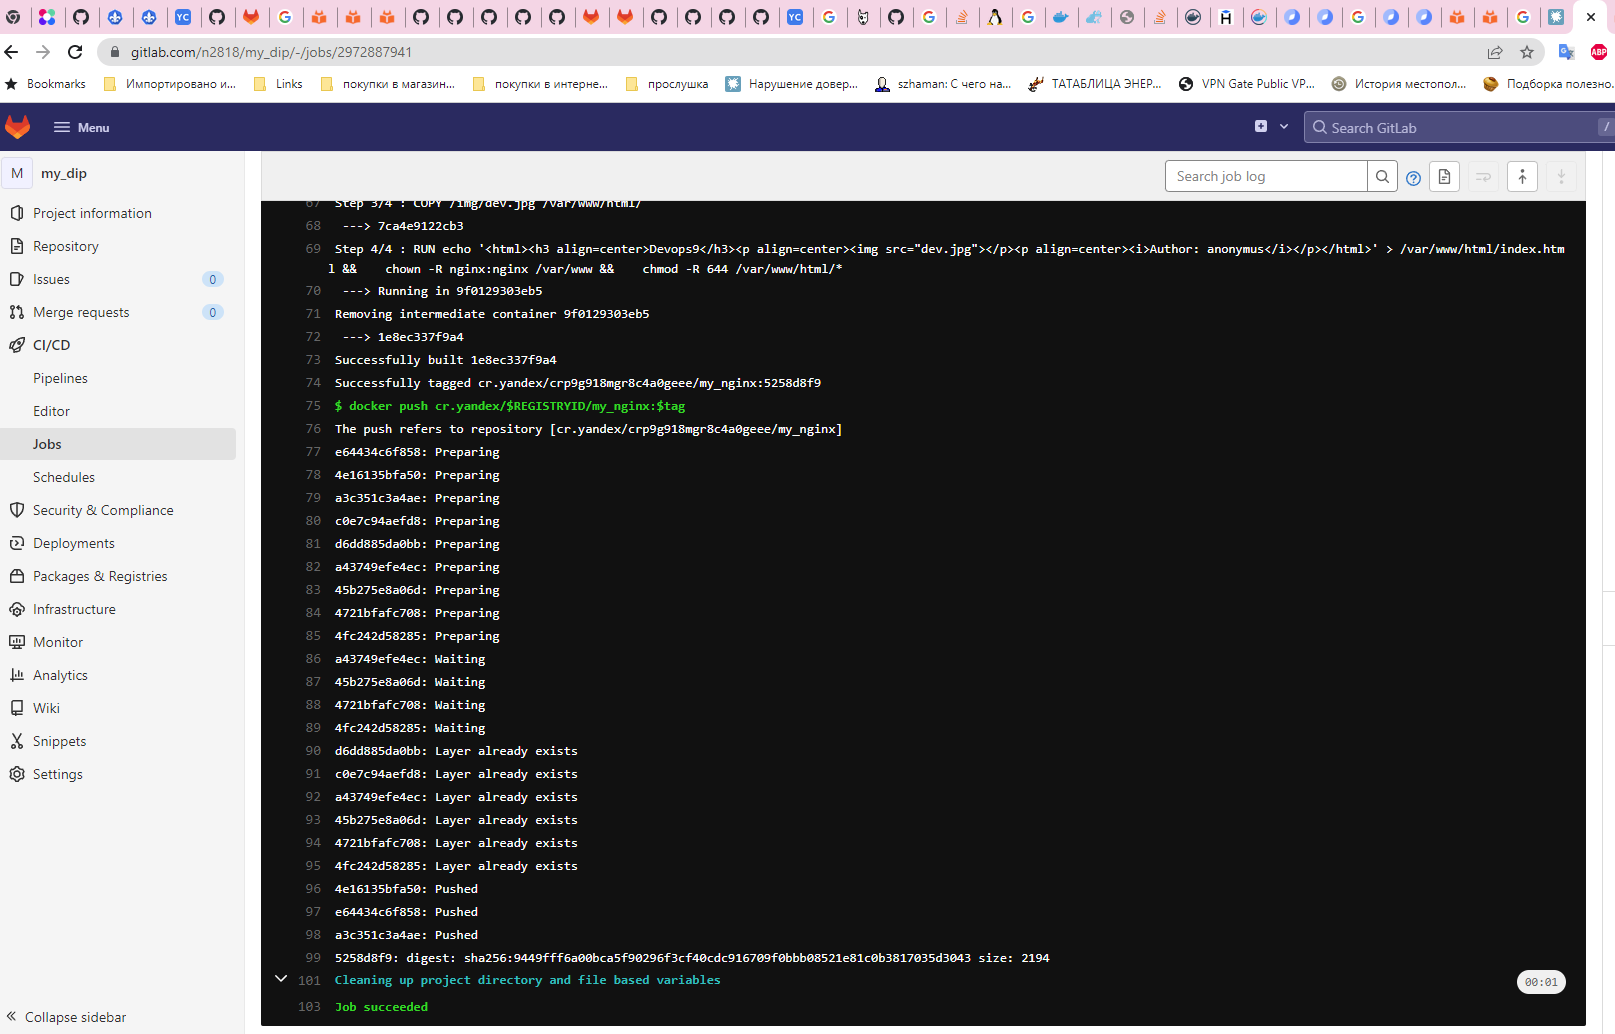 gitlab.com/n2818/my_dip/-/jobs/2972887941
Bookmarks
Импортировано и...
Links
покупки в магазин...
покупки в интерне...
прослушка
Нарушение довер...
szhaman: С чего на...
ТАТАБЛИЦА ЭНЕР...
VPN Gate Public VP...
История местопол...
Подборка полезно.
Menu
Search GitLab
/
M my_dip
Search job log
Project information
Repository
Issues 0
Merge requests 0
CI/CD
Pipelines
Editor
Jobs
Schedules
Security & Compliance
Deployments
Packages & Registries
Infrastructure
Monitor
Analytics
Wiki
Snippets
Settings
Collapse sidebar
67 Step 3/4 : COPY /img/dev.jpg /var/www/html/
68 ---> 7ca4e9122cb3
69 Step 4/4 : RUN echo '<html><h3 align=center>Devops9</h3><p align=center><img src="dev.jpg"></p><p align=center><i>Author: anonymus</i></p></html>' > /var/www/html/index.htm
l && chown -R nginx:nginx /var/www && chmod -R 644 /var/www/html/*
70 ---> Running in 9f0129303eb5
71 Removing intermediate container 9f0129303eb5
72 ---> 1e8ec337f9a4
73 Successfully built 1e8ec337f9a4
74 Successfully tagged cr.yandex/crp9g918mgr8c4a0geee/my_nginx:5258d8f9
75 $ docker push cr.yandex/$REGISTRYID/my_nginx:$tag
76 The push refers to repository [cr.yandex/crp9g918mgr8c4a0geee/my_nginx]
77 e64434c6f858: Preparing
78 4e16135bfa50: Preparing
79 a3c351c3a4ae: Preparing
80 c0e7c94aefd8: Preparing
81 d6dd885da0bb: Preparing
82 a43749efe4ec: Preparing
83 45b275e8a06d: Preparing
84 4721bfafc708: Preparing
85 4fc242d58285: Preparing
86 a43749efe4ec: Waiting
87 45b275e8a06d: Waiting
88 4721bfafc708: Waiting
89 4fc242d58285: Waiting
90 d6dd885da0bb: Layer already exists
91 c0e7c94aefd8: Layer already exists
92 a43749efe4ec: Layer already exists
93 45b275e8a06d: Layer already exists
94 4721bfafc708: Layer already exists
95 4fc242d58285: Layer already exists
96 4e16135bfa50: Pushed
97 e64434c6f858: Pushed
98 a3c351c3a4ae: Pushed
99 5258d8f9: digest: sha256:9449fff6a00bca5f90296f3cf40cdc916709f0bbb08521e81c0b3817035d3043 size: 2194
101 Cleaning up project directory and file based variables 00:01
103 Job succeeded